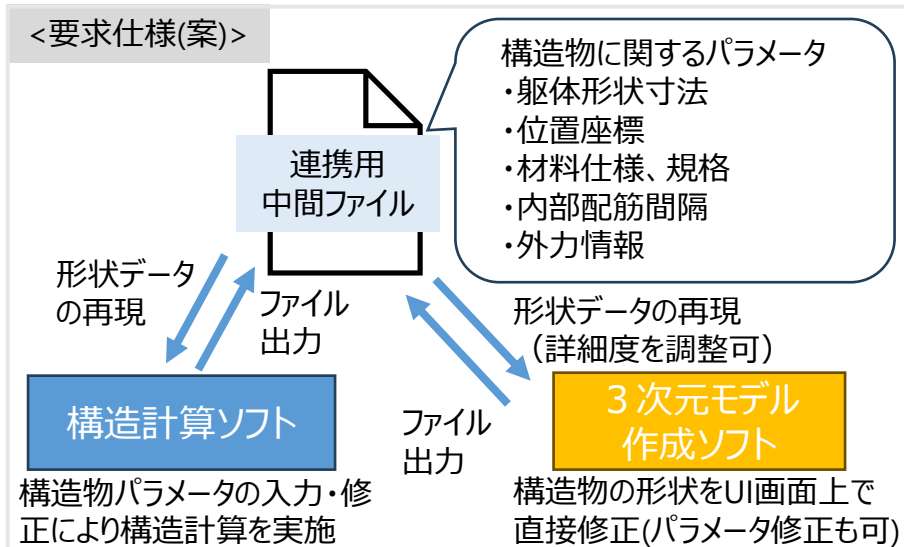 <要求仕様(案)>
構造物に関するパラメータ
・躯体形状寸法
・位置座標
・材料仕様、規格
・内部配筋間隔
・外力情報
連携用
中間ファイル
形状データ
の再現
ファイル
出力
形状データの再現
（詳細度を調整可）
ファイル
出力
構造計算ソフト
３次元モデル
作成ソフト
構造物パラメータの入力・修
正により構造計算を実施
構造物の形状をUI画面上で
直接修正(パラメータ修正も可)